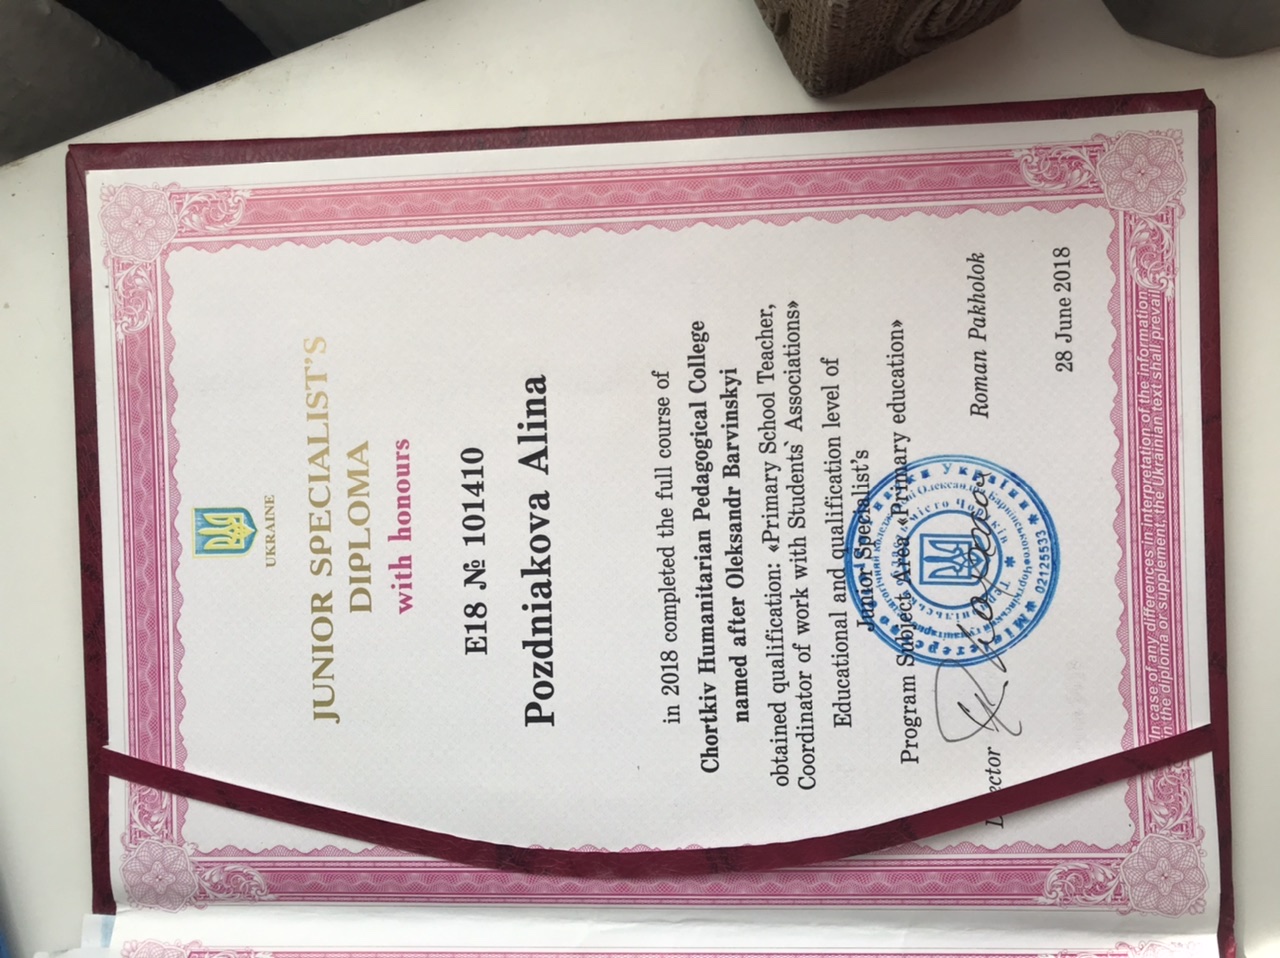 UKRAINE
JUNIOR SPECIALIST'S
DIPLOMA
with honours
E18 № 101410
Pozdniakova Alina
in 2018 completed the full course of
Chortkiv Humanitarian Pedagogical College
named after Oleksandr Barvinskyi
obtained qualification: «Primary School Teacher,
Coordinator of work with Students` Associations»
Educational and qualification level of
Junior Specialist's
Program Subject Area «Primary education»
ector
Roman Pakholok
28 June 2018
України
02125533
In case of any differences in interpretation of the information
in the diploma or supplement, the Ukrainian text shall prevail